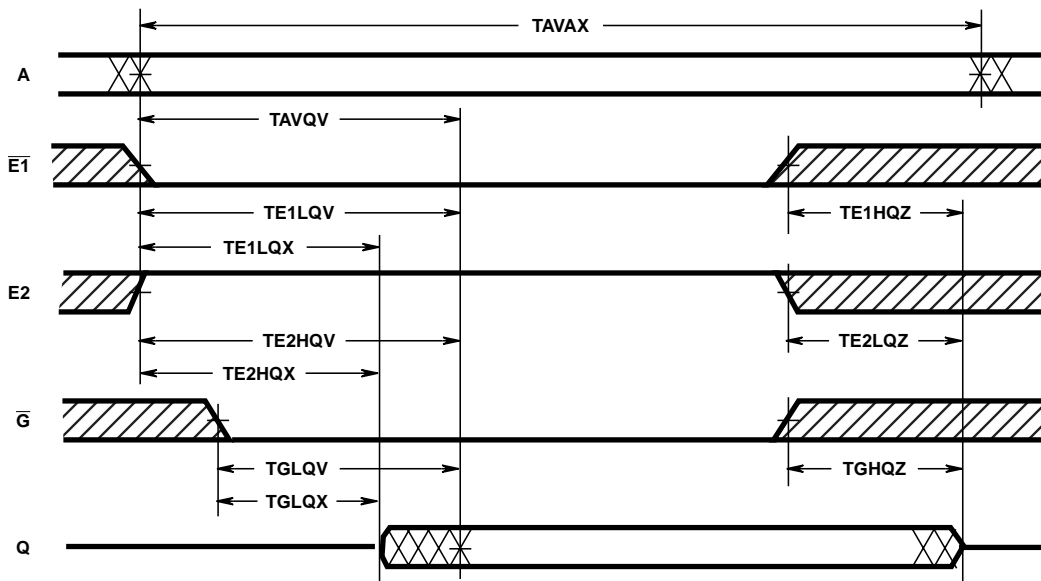 TAVAX
A
TAVQV
E1
TE1LQV TE1HQZ
TE1LQX
E2
TE2HQV TE2LQZ
TE2HQX
G
TGLQV TGHQZ
TGLQX
Q